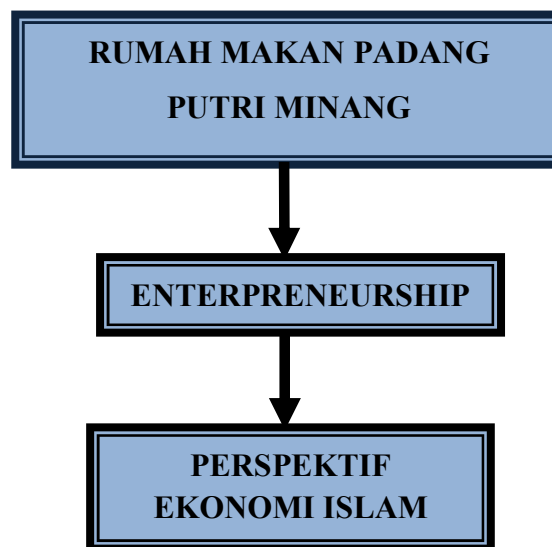 RUMAH MAKAN PADANG
PUTRI MINANG
ENTERPRENEURSHIP
PERSPEKTIF
EKONOMI ISLAM